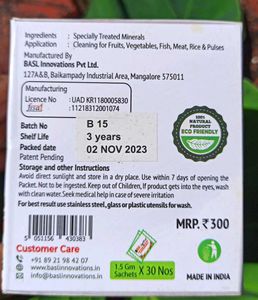 Ingredients : Specially Treated Minerals
Application : Cleaning for Fruits, Vegetables, Fish, Meat, Rice & Pulses
Manufacturer
BASL Innovations Pvt Ltd.
127A&B, Baikampady Industrial Area, Mangalore 575011
Manufacturing
Licence No : UAD KR1180005830
fssai : 11218312001074
Batch No B 15
Shelf Life 3 years
Packed date 02 NOV 2023
Patent Pending
100%
NATURAL
PRODUCT
ECO FRIENDLY
Storage and other Instructions
Avoid direct sunlight and store in a dry place. Use within 7 days of opening the
Packet. Not to be ingested. Keep out of Children, If product gets into the eyes, wash
with clean water. Seek medical help in case of severe irritation
For best result use stainless steel, glass or plastic utensils for wash.
MRP. ₹300
5 051156 430383
Customer Care
+91 89 21 98 42 07
www.baslinnovations.in
info@baslinnovations.in
1.5 Gm
Sachets X 30 Nos
MADE IN INDIA